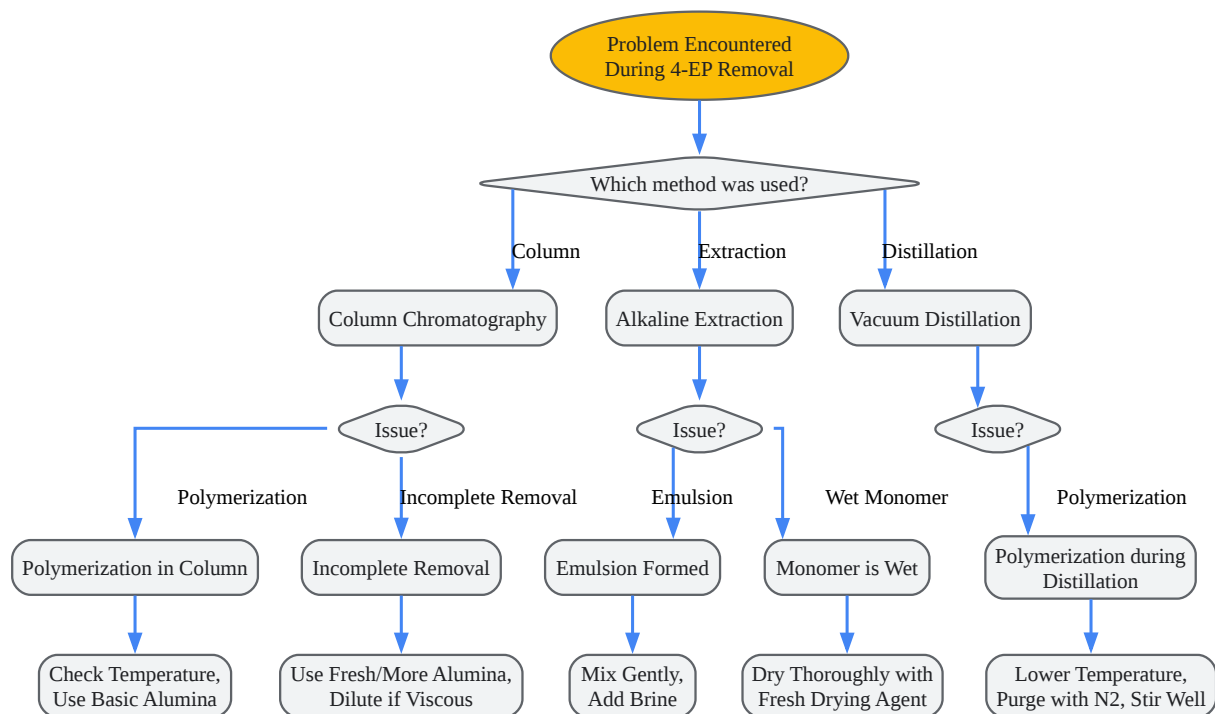 Problem Encountered
During 4-EP Removal
Which method was used?
Column
Extraction
Distillation
Column Chromatography
Alkaline Extraction
Vacuum Distillation
Issue?
Issue?
Issue?
Polymerization
Incomplete Removal
Emulsion
Wet Monomer
Polymerization
Polymerization in Column
Incomplete Removal
Emulsion Formed
Monomer is Wet
Polymerization during
Distillation
Check Temperature,
Use Basic Alumina
Use Fresh/More Alumina,
Dilute if Viscous
Mix Gently,
Add Brine
Dry Thoroughly with
Fresh Drying Agent
Lower Temperature,
Purge with N2, Stir Well